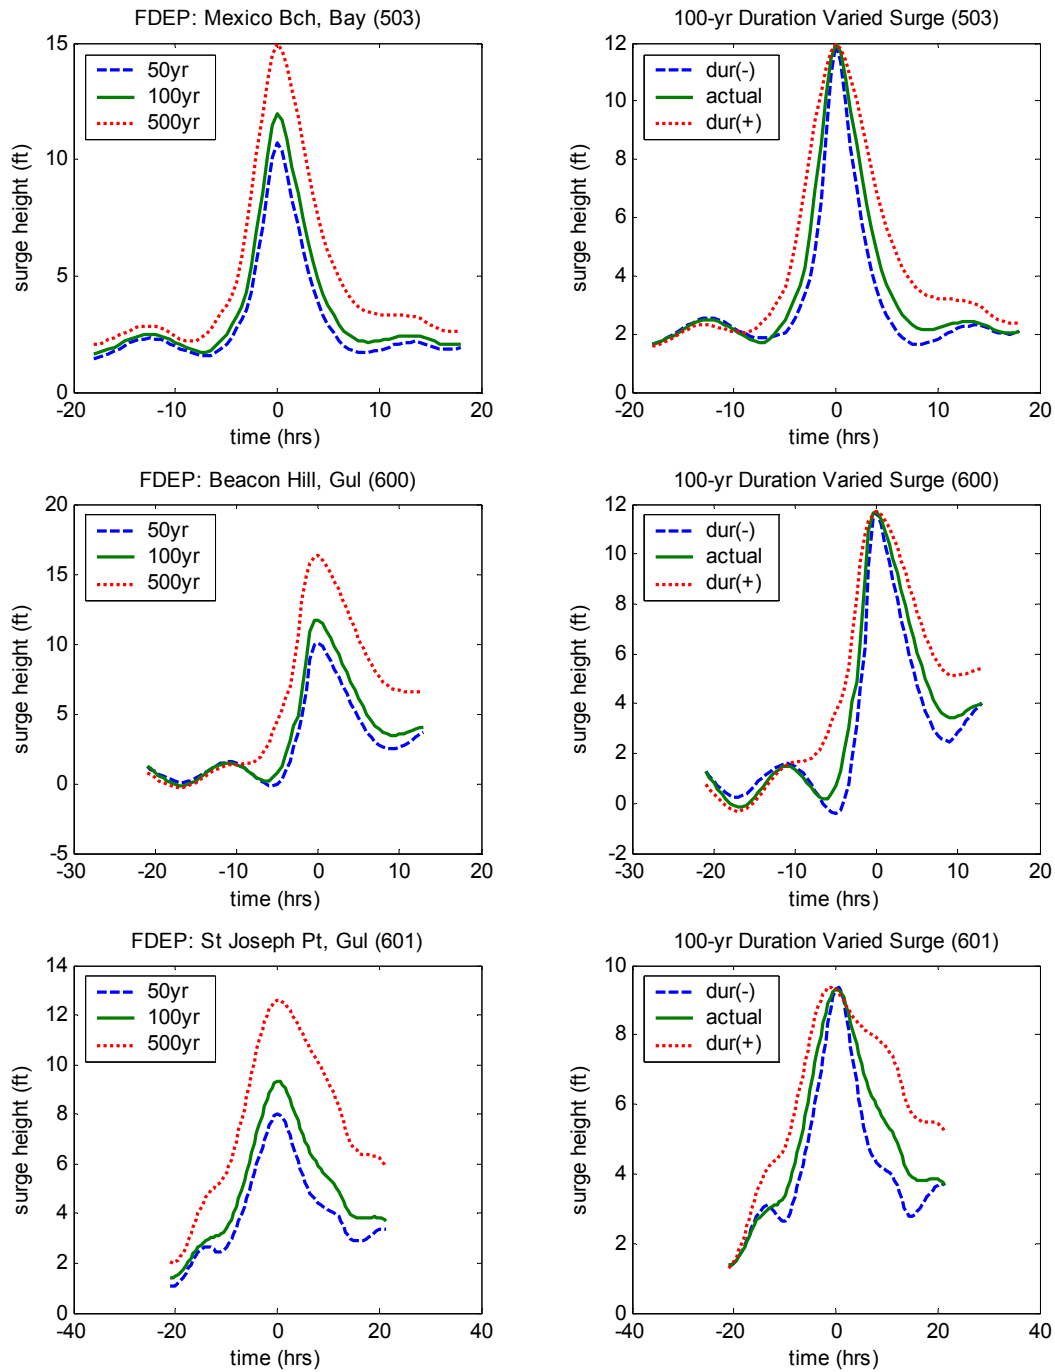 FDEP: Mexico Bch, Bay (503)
15
10
5
0
surge height (ft)
50yr
100yr
500yr
-20
-10
0
10
20
time (hrs)
100-yr Duration Varied Surge (503)
12
10
8
6
4
2
0
surge height (ft)
dur(-)
actual
dur(+)
-20
-10
0
10
20
time (hrs)
FDEP: Beacon Hill, Gul (600)
20
15
10
5
0
-5
surge height (ft)
50yr
100yr
500yr
-30
-20
-10
0
10
20
time (hrs)
100-yr Duration Varied Surge (600)
12
10
8
6
4
2
0
-2
surge height (ft)
dur(-)
actual
dur(+)
-30
-20
-10
0
10
20
time (hrs)
FDEP: St Joseph Pt, Gul (601)
14
12
10
8
6
4
2
0
surge height (ft)
50yr
100yr
500yr
-40
-20
0
20
40
time (hrs)
100-yr Duration Varied Surge (601)
10
8
6
4
2
0
surge height (ft)
dur(-)
actual
dur(+)
-40
-20
0
20
40
time (hrs)